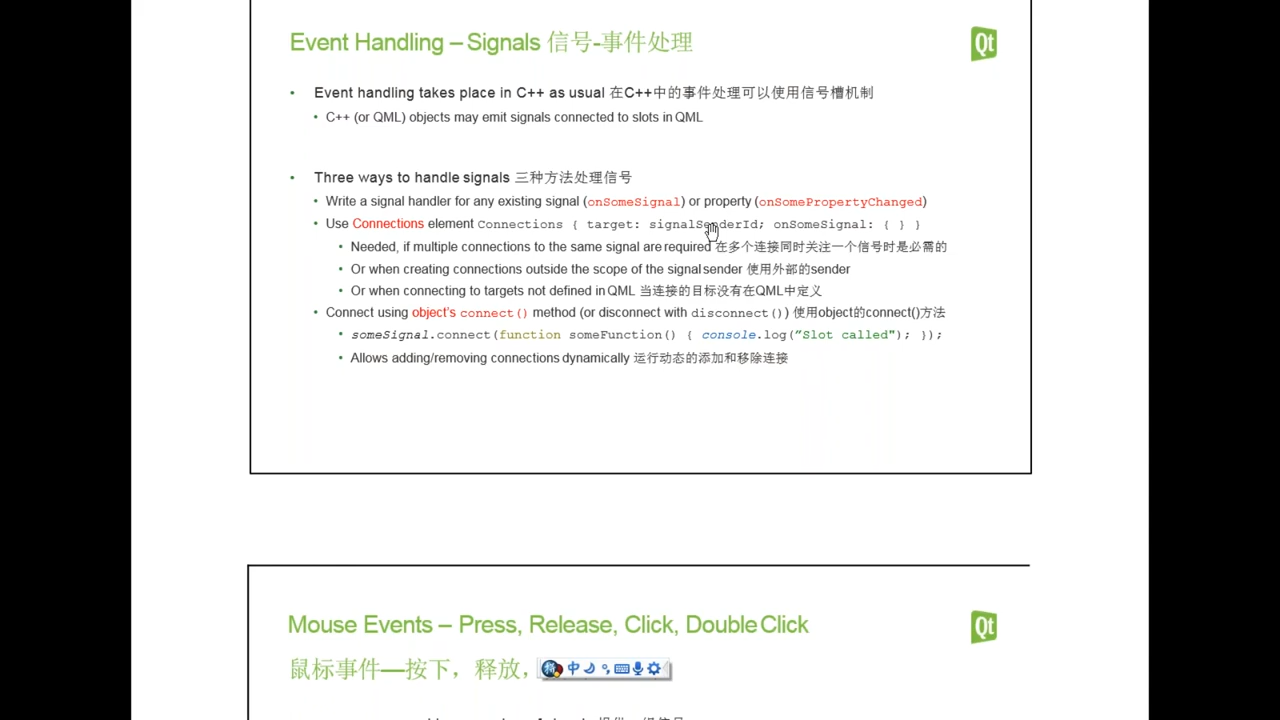 Event Handling – Signals 信号-事件处理
Qt
• Event handling takes place in C++ as usual 在C++中的事件处理可以使用信号槽机制
• C++ (or QML) objects may emit signals connected to slots in QML
• Three ways to handle signals 三种方法处理信号
• Write a signal handler for any existing signal (onSomeSignal) or property (onSomePropertyChanged)
• Use Connections element Connections { target: signalSenderId; onSomeSignal: { } }
• Needed, if multiple connections to the same signal are required 在多个连接同时关注一个信号时是必需的
• Or when creating connections outside the scope of the signal sender 使用外部的sender
• Or when connecting to targets not defined in QML 当连接的目标没有在QML中定义
• Connect using object's connect() method (or disconnect with disconnect()) 使用object的connect()方法
• someSignal.connect(function someFunction() { console.log(”Slot called"); });
• Allows adding/removing connections dynamically 运行动态的添加和移除连接
Mouse Events – Press, Release, Click, Double Click
Qt
鼠标事件—按下，释放，
中